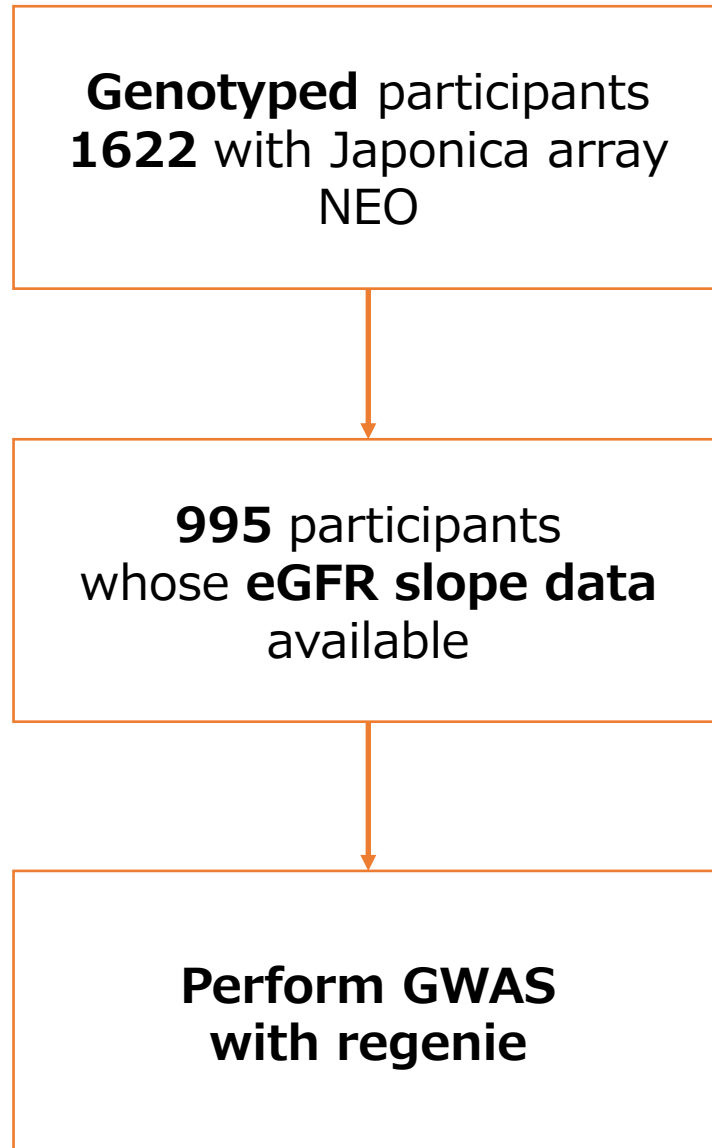 Genotyped participants
1622 with Japonica array
NEO
995 participants
whose eGFR slope data
available
Perform GWAS
with regenie